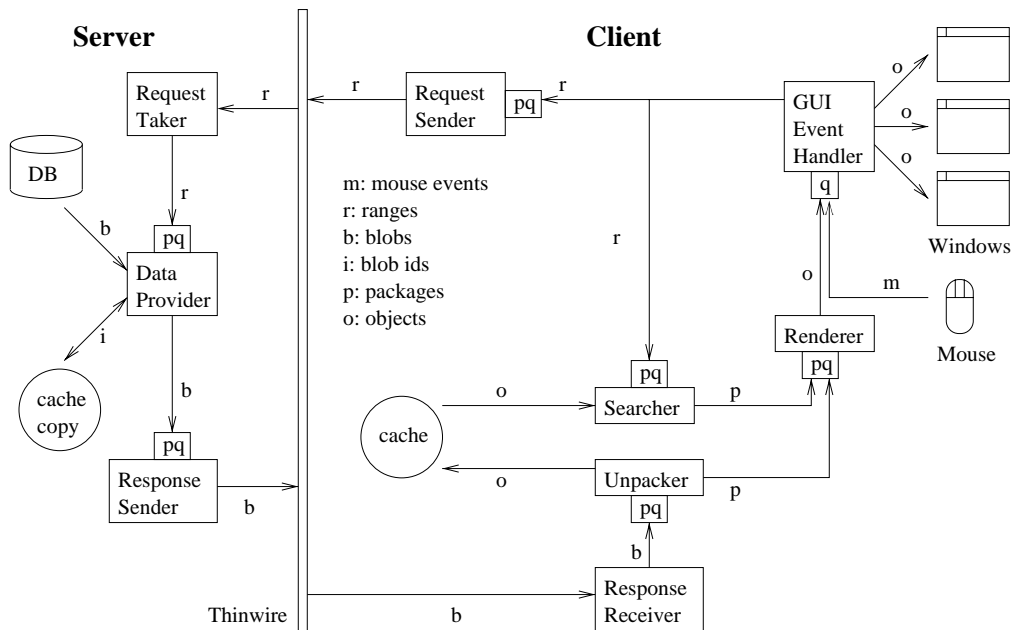 Server
Client
Request
Taker
r
r
Request
Sender
pq
r
GUI
Event
Handler
q
o
o
o
Windows
DB
b
r
pq
Data
Provider
i
cache
copy
b
pq
Response
Sender
b
m: mouse events
r: ranges
b: blobs
i: blob ids
p: packages
o: objects
r
o
m
Mouse
Renderer
pq
pq
Searcher
o
p
cache
o
Unpacker
p
pq
b
Response
Receiver
b
Thinwire